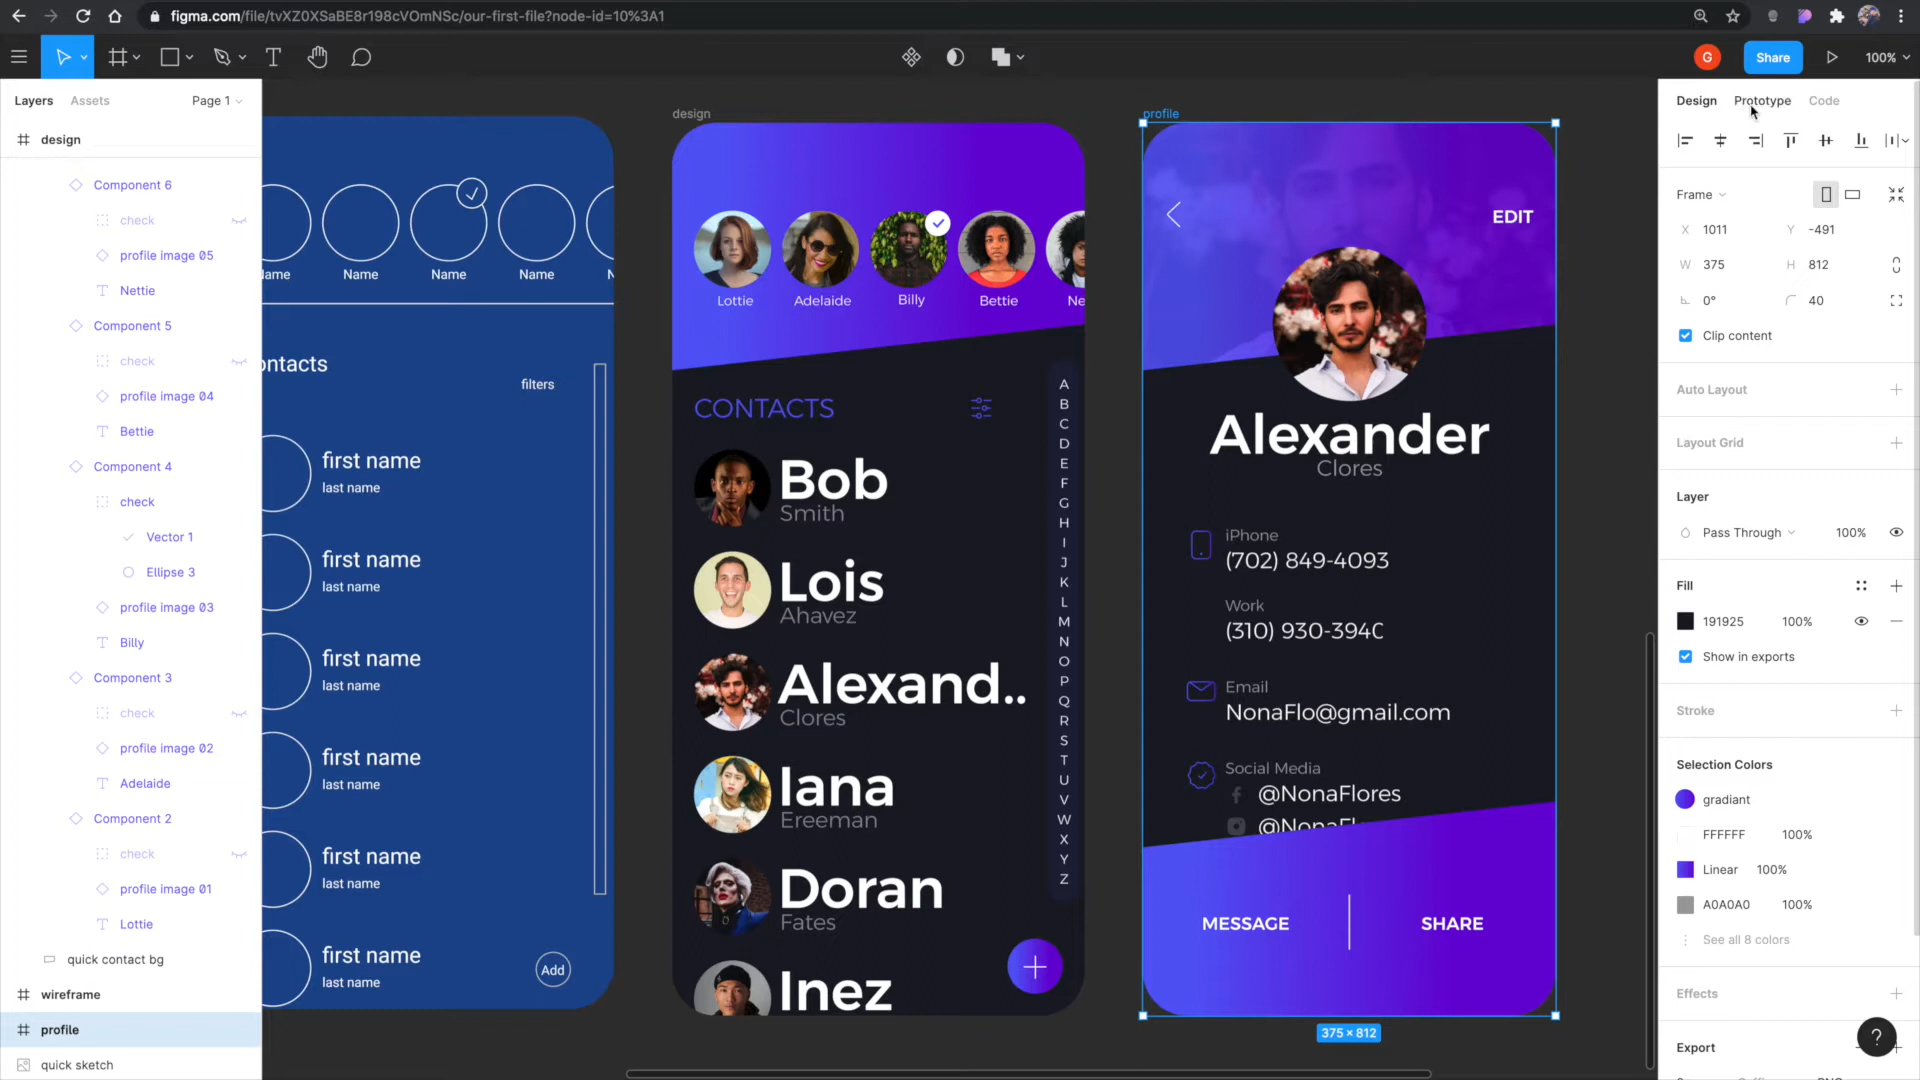 figma.com/file/tvXZ0XSaBE8r198cVOmNSc/our-first-file?node-id=10%3A1
G
Share
100%
Layers
Assets
Page 1
design
Component 6
check
profile image 05
Nettie
Component 5
check
profile image 04
Bettie
Component 4
check
Vector 1
Ellipse 3
profile image 03
Billy
Component 3
check
profile image 02
Adelaide
Component 2
check
profile image 01
Lottie
quick contact bg
wireframe
profile
quick sketch
Name
Name
Name
filters
first name
last name
first name
last name
first name
last name
first name
last name
first name
last name
first name
last name
Add
design
Lottie
Adelaide
Billy
Bettie
Ne
CONTACTS
Bob
Smith
Lois
Ahavez
Alexand..
Clores
Iana
Ereeman
Doran
Fates
Inez
A
B
C
D
E
F
G
H
I
J
K
L
M
N
O
P
Q
R
S
T
U
V
W
X
Y
Z
profile
EDIT
Alexander
Clores
iPhone
(702) 849-4093
Work
(310) 930-394
Email
NonaFlo@gmail.com
Social Media
@NonaFlores
MESSAGE
SHARE
375 × 812
Design
Prototype
Code
Frame
X 1011
Y -491
W 375
H 812
0°
40
Clip content
Auto Layout
Layout Grid
Layer
Pass Through 100%
Fill
191925 100%
Show in exports
Stroke
Selection Colors
gradiant
FFFFFF 100%
Linear 100%
A0A0A0 100%
See all 8 colors
Effects
?
Export